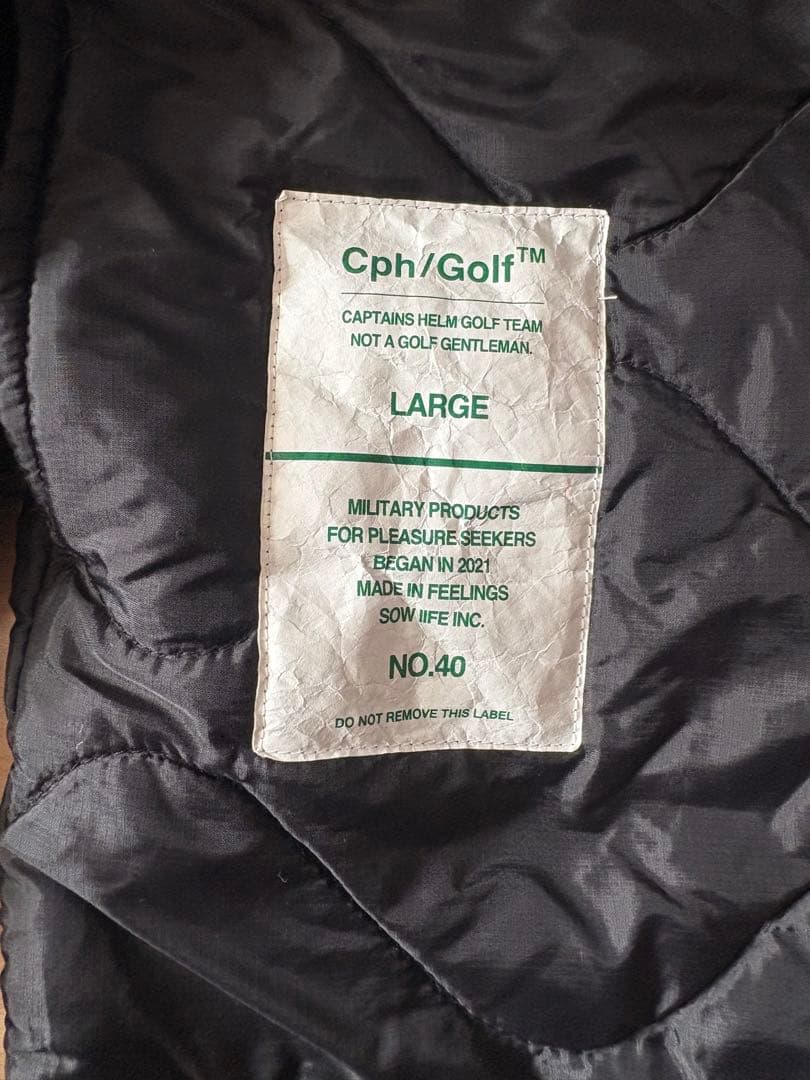 Cph/Golf™
CAPTAINS HELM GOLF TEAM
NOT A GOLF GENTLEMAN.
LARGE
MILITARY PRODUCTS
FOR PLEASURE SEEKERS
BEGAN IN 2021
MADE IN FEELINGS
SOW IIFE INC.
NO.40
DO NOT REMOVE THIS LABEL